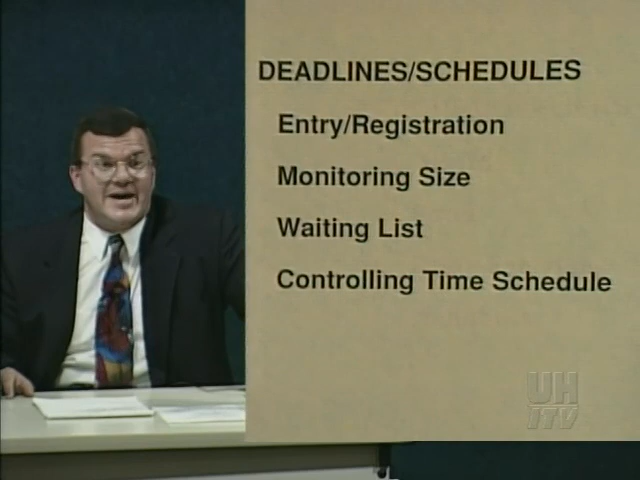 DEADLINES/SCHEDULES
Entry/Registration
Monitoring Size
Waiting List
Controlling Time Schedule
UH
ITV